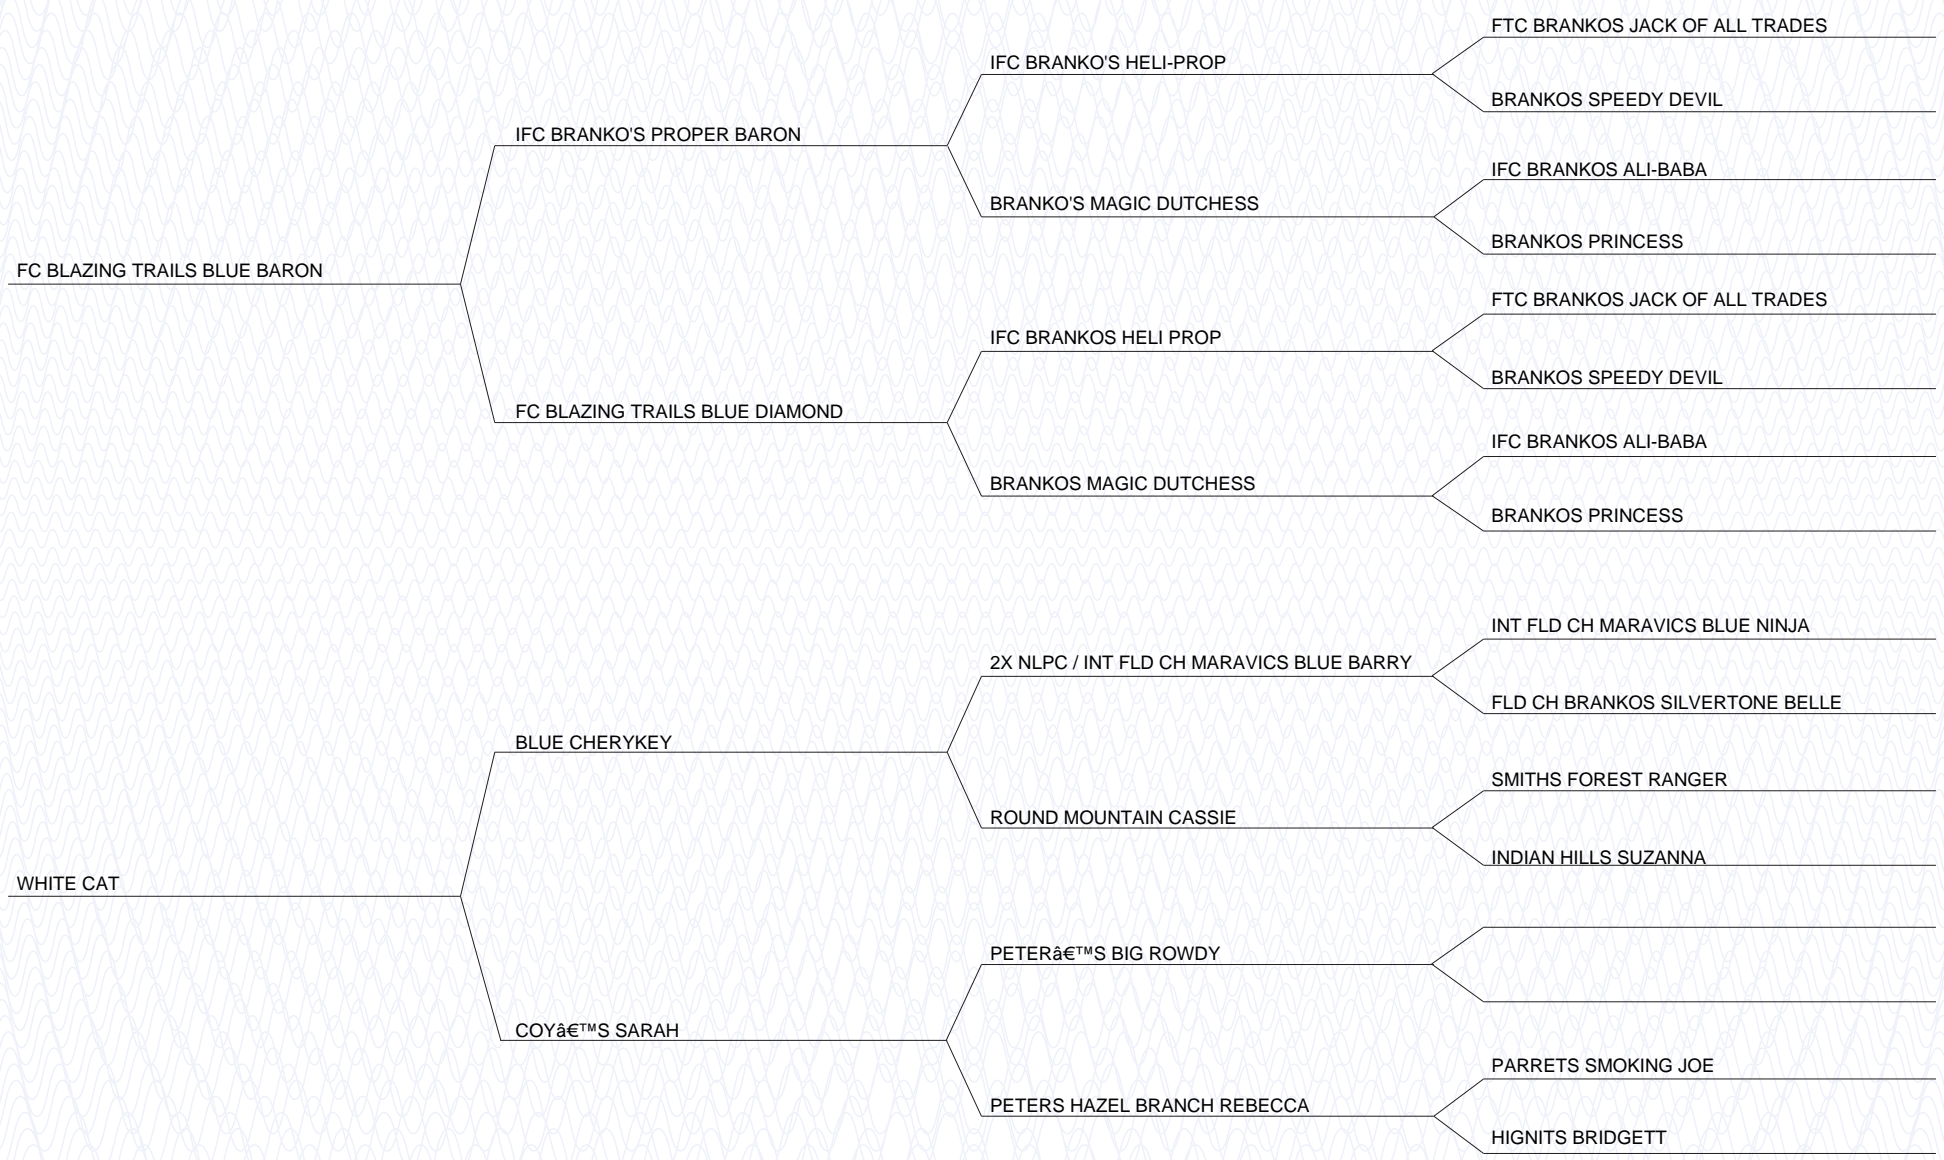 FTC BRANKOS JACK OF ALL TRADES
IFC BRANKO'S HELI-PROP
BRANKOS SPEEDY DEVIL
IFC BRANKO'S PROPER BARON
IFC BRANKOS ALI-BABA
BRANKO'S MAGIC DUTCHESS
BRANKOS PRINCESS
FC BLAZING TRAILS BLUE BARON
FTC BRANKOS JACK OF ALL TRADES
IFC BRANKOS HELI PROP
BRANKOS SPEEDY DEVIL
FC BLAZING TRAILS BLUE DIAMOND
IFC BRANKOS ALI-BABA
BRANKOS MAGIC DUTCHESS
BRANKOS PRINCESS
INT FLD CH MARAVICS BLUE NINJA
2X NLPC / INT FLD CH MARAVICS BLUE BARRY
FLD CH BRANKOS SILVERTONE BELLE
BLUE CHERYKEY
SMITHS FOREST RANGER
ROUND MOUNTAIN CASSIE
INDIAN HILLS SUZANNA
WHITE CAT
PETERâ€™S BIG ROWDY
COYâ€™S SARAH
PARRETS SMOKING JOE
PETERS HAZEL BRANCH REBECCA
HIGNITS BRIDGETT